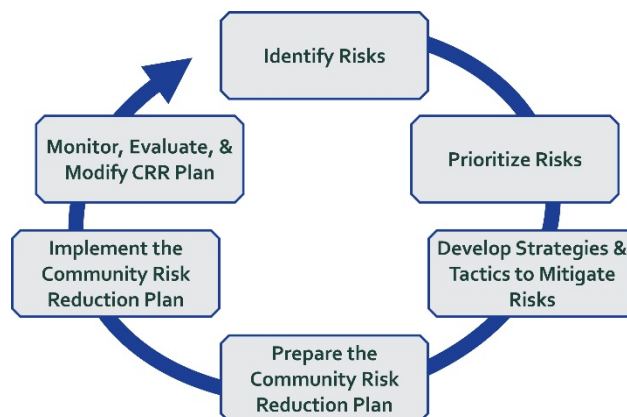 Identify Risks
Prioritize Risks
Develop Strategies &
Tactics to Mitigate
Risks
Prepare the
Community Risk
Reduction Plan
Implement the
Community Risk
Reduction Plan
Monitor, Evaluate, &
Modify CRR Plan